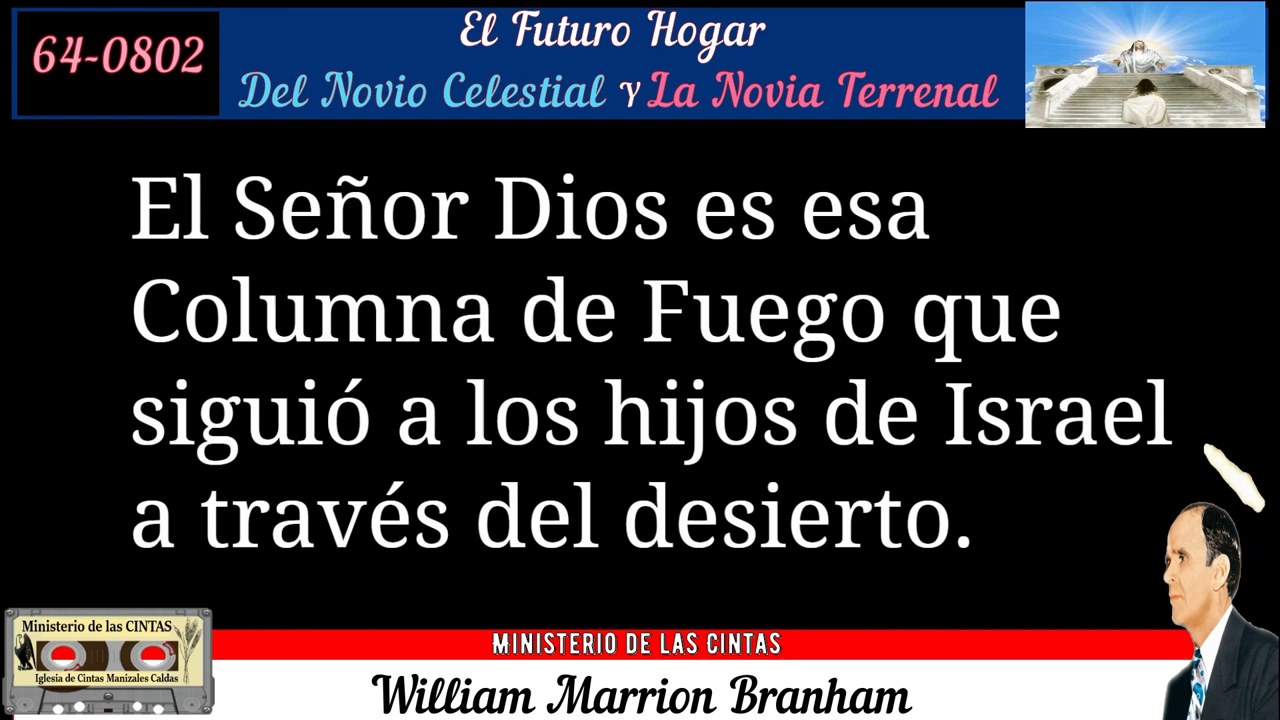 64-0802
El Futuro Hogar
Del Novio Celestial Y La Novia Terrenal
El Señor Dios es esa
Columna de Fuego que
siguió a los hijos de Israel
a través del desierto.
Ministerio de las CINTAS
Iglesia de Cintas Manizales Caldas
MINISTERIO DE LAS CINTAS
William Marrion Branham